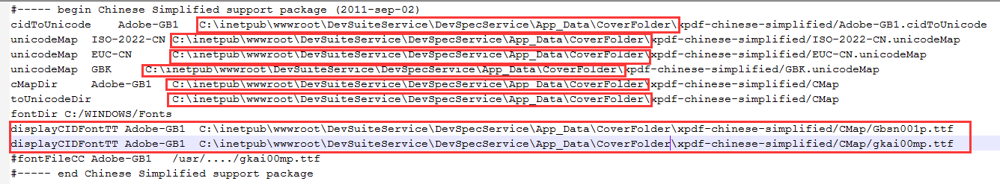 #----- begin Chinese Simplified support package (2011-sep-02)
cidToUnicode Adobe-GB1 C:\inetpub\wwwroot\DevSuiteService\DevSpecService\App_Data\CoverFolder\xpdf-chinese-simplified/Adobe-GB1.cidToUnicode
unicodeMap ISO-2022-CN C:\inetpub\wwwroot\DevSuiteService\DevSpecService\App_Data\CoverFolder\xpdf-chinese-simplified/ISO-2022-CN.unicodeMap
unicodeMap EUC-CN C:\inetpub\wwwroot\DevSuiteService\DevSpecService\App_Data\CoverFolder\xpdf-chinese-simplified/EUC-CN.unicodeMap
unicodeMap GBK C:\inetpub\wwwroot\DevSuiteService\DevSpecService\App_Data\CoverFolder\xpdf-chinese-simplified/GBK.unicodeMap
cMapDir Adobe-GB1 C:\inetpub\wwwroot\DevSuiteService\DevSpecService\App_Data\CoverFolder\xpdf-chinese-simplified/CMap
toUnicodeDir C:\inetpub\wwwroot\DevSuiteService\DevSpecService\App_Data\CoverFolder\xpdf-chinese-simplified/CMap
fontDir C:/WINDOWS/Fonts
displayCIDFontTT Adobe-GB1 C:\inetpub\wwwroot\DevSuiteService\DevSpecService\App_Data\CoverFolder\xpdf-chinese-simplified/CMap/Gbsn001p.ttf
displayCIDFontTT Adobe-GB1 C:\inetpub\wwwroot\DevSuiteService\DevSpecService\App_Data\CoverFolder\xpdf-chinese-simplified/CMap/gkai00mp.ttf
#fontFileCC Adobe-GB1 /usr/..../gkai00mp.ttf
#----- end Chinese Simplified support package